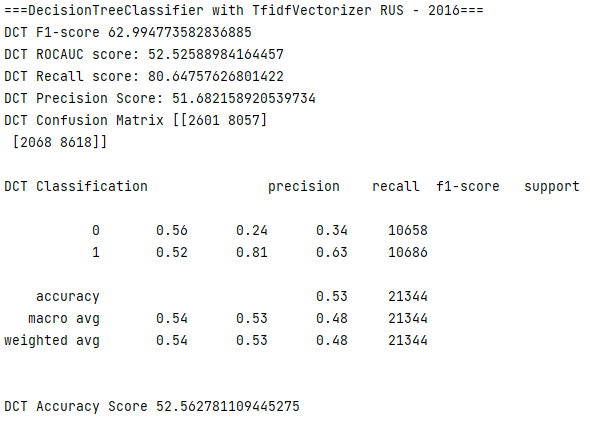 ===DecisionTreeClassifier with TfidfVectorizer RUS - 2016===
DCT F1-score 62.994773582836885
DCT ROCAUC score: 52.52588984164457
DCT Recall score: 80.64757626801422
DCT Precision Score: 51.682158920539734
DCT Confusion Matrix [[2601 8057]
 [2068 8618]]
DCT Classification               precision    recall  f1-score   support
           0       0.56      0.24      0.34     10658
           1       0.52      0.81      0.63     10686
    accuracy                           0.53     21344
   macro avg       0.54      0.53      0.48     21344
weighted avg       0.54      0.53      0.48     21344
DCT Accuracy Score 52.562781109445275